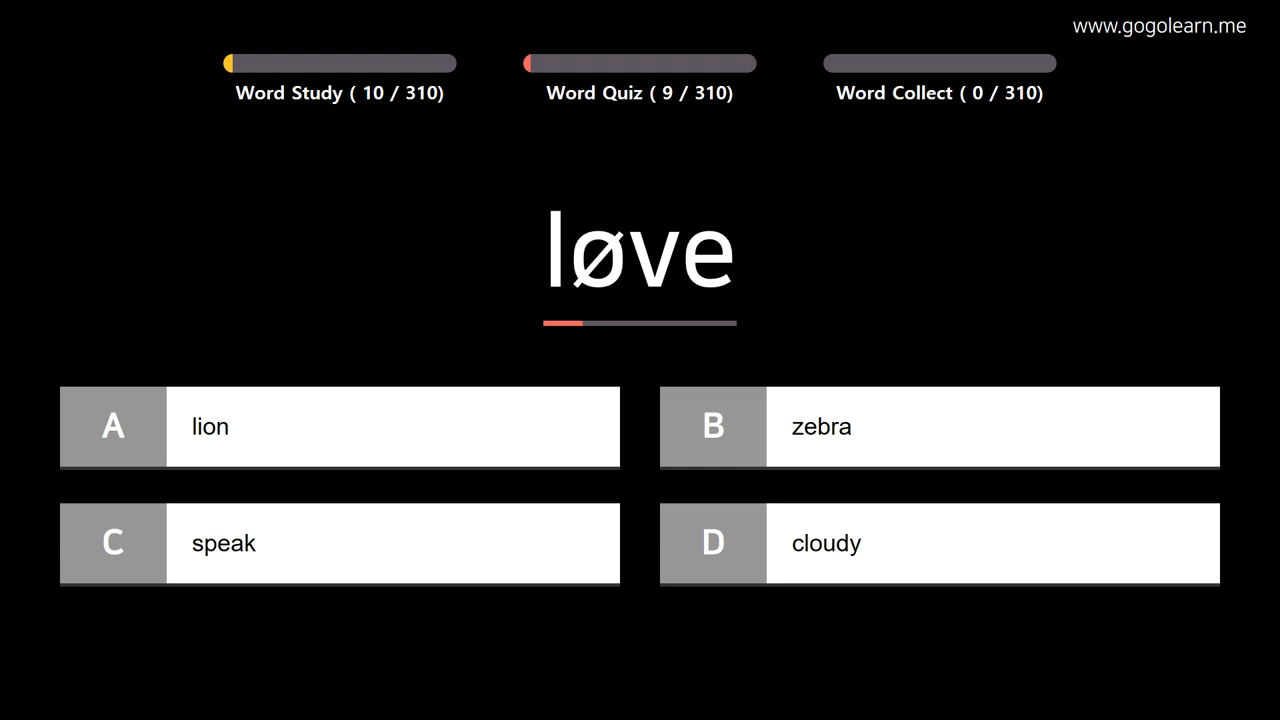 www.gogolearn.me
Word Study ( 10 / 310)
Word Quiz ( 9 / 310)
Word Collect ( 0 / 310)
løve
A lion
B zebra
C speak
D cloudy